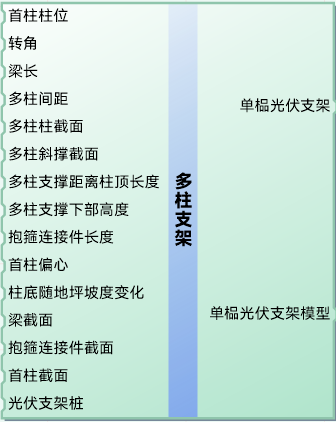 首柱柱位
转角
梁长
多柱间距
多柱柱截面
多柱斜撑截面
多柱支撑距离柱顶长度
多柱支撑下部高度
抱箍连接件长度
首柱偏心
柱底随地坪坡度变化
梁截面
抱箍连接件截面
首柱截面
光伏支架桩
多柱支架
单榀光伏支架
单榀光伏支架模型